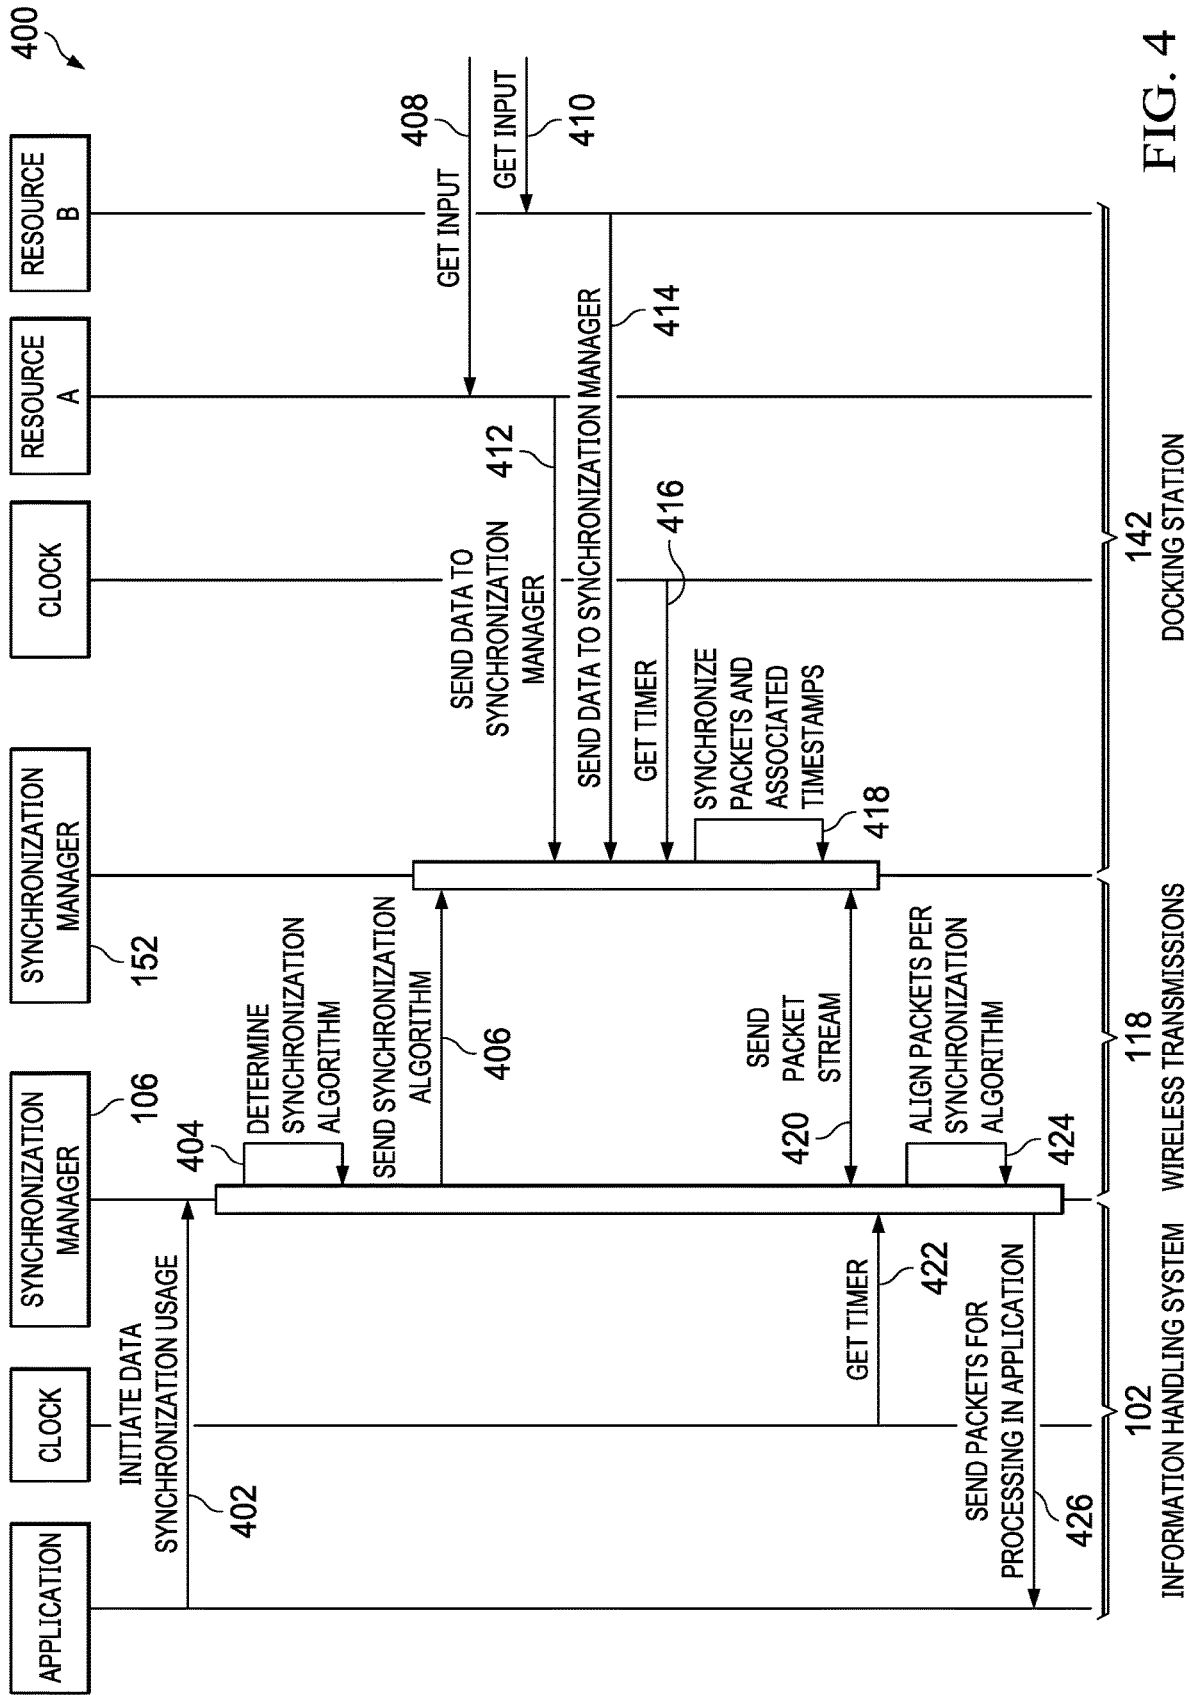 400
APPLICATION
CLOCK
SYNCHRONIZATION
MANAGER
106
SYNCHRONIZATION
MANAGER
152
CLOCK
RESOURCE
A
RESOURCE
B
INITIATE DATA
SYNCHRONIZATION USAGE
402
404
DETERMINE
SYNCHRONIZATION
ALGORITHM
SEND SYNCHRONIZATION
ALGORITHM
406
GET INPUT
408
GET INPUT
410
SEND DATA TO
SYNCHRONIZATION
MANAGER
412
SEND DATA TO SYNCHRONIZATION MANAGER
414
GET TIMER
416
SYNCHRONIZE
PACKETS AND
ASSOCIATED
TIMESTAMPS
418
SEND
PACKET
STREAM
420
GET TIMER
422
ALIGN PACKETS PER
SYNCHRONIZATION
ALGORITHM
424
SEND PACKETS FOR
PROCESSING IN APPLICATION
426
102
INFORMATION HANDLING SYSTEM
118
WIRELESS TRANSMISSIONS
142
DOCKING STATION
FIG. 4